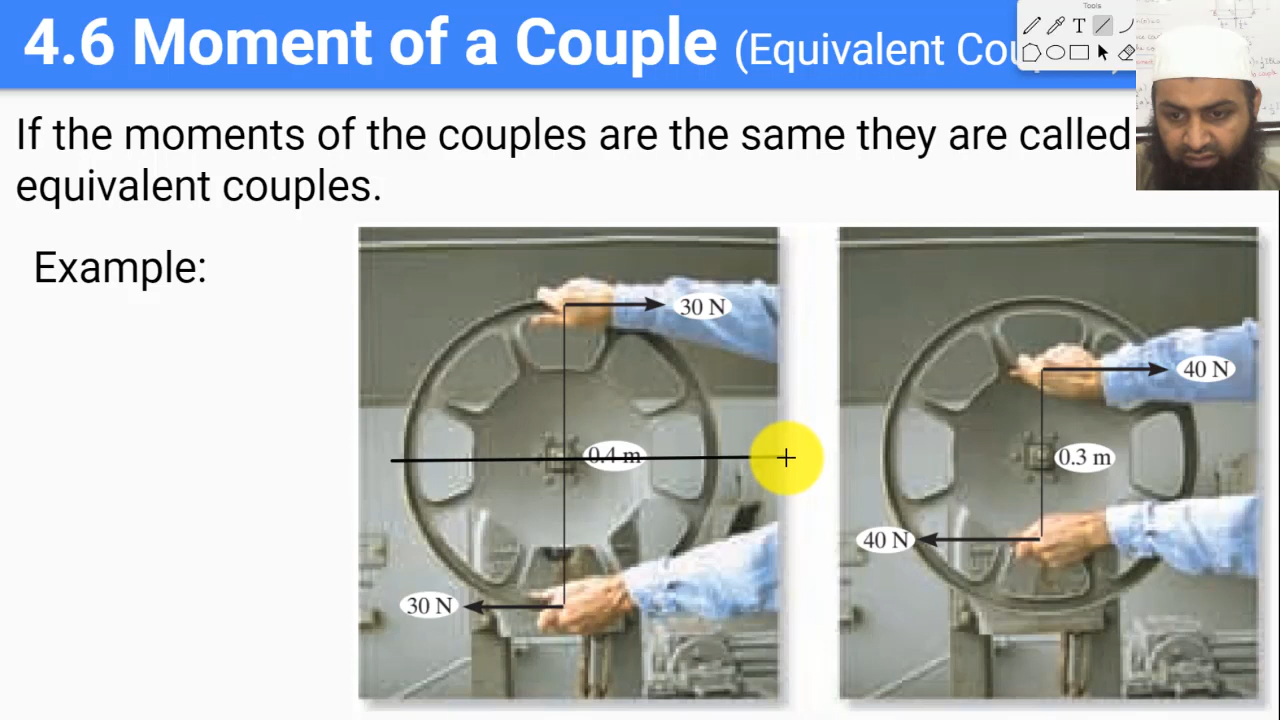 Tools
4.6 Moment of a Couple (Equivalent Cou
T
If the moments of the couples are the same they are called
equivalent couples.
Example:
30 N
0.4 m
30 N
40 N
0.3 m
40 N